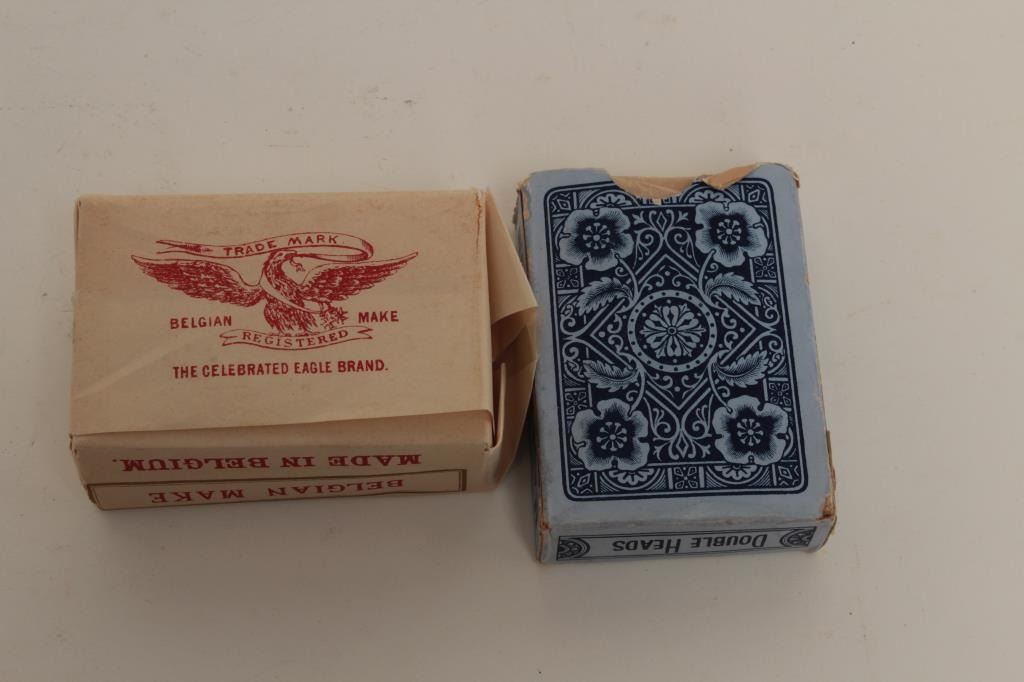 TRADE MARK
BELGIAN MAKE
REGISTERED
THE CELEBRATED EAGLE BRAND.
MADE IN BELGIUM.
BELGIAN MAKE
DOUBLE HEADS